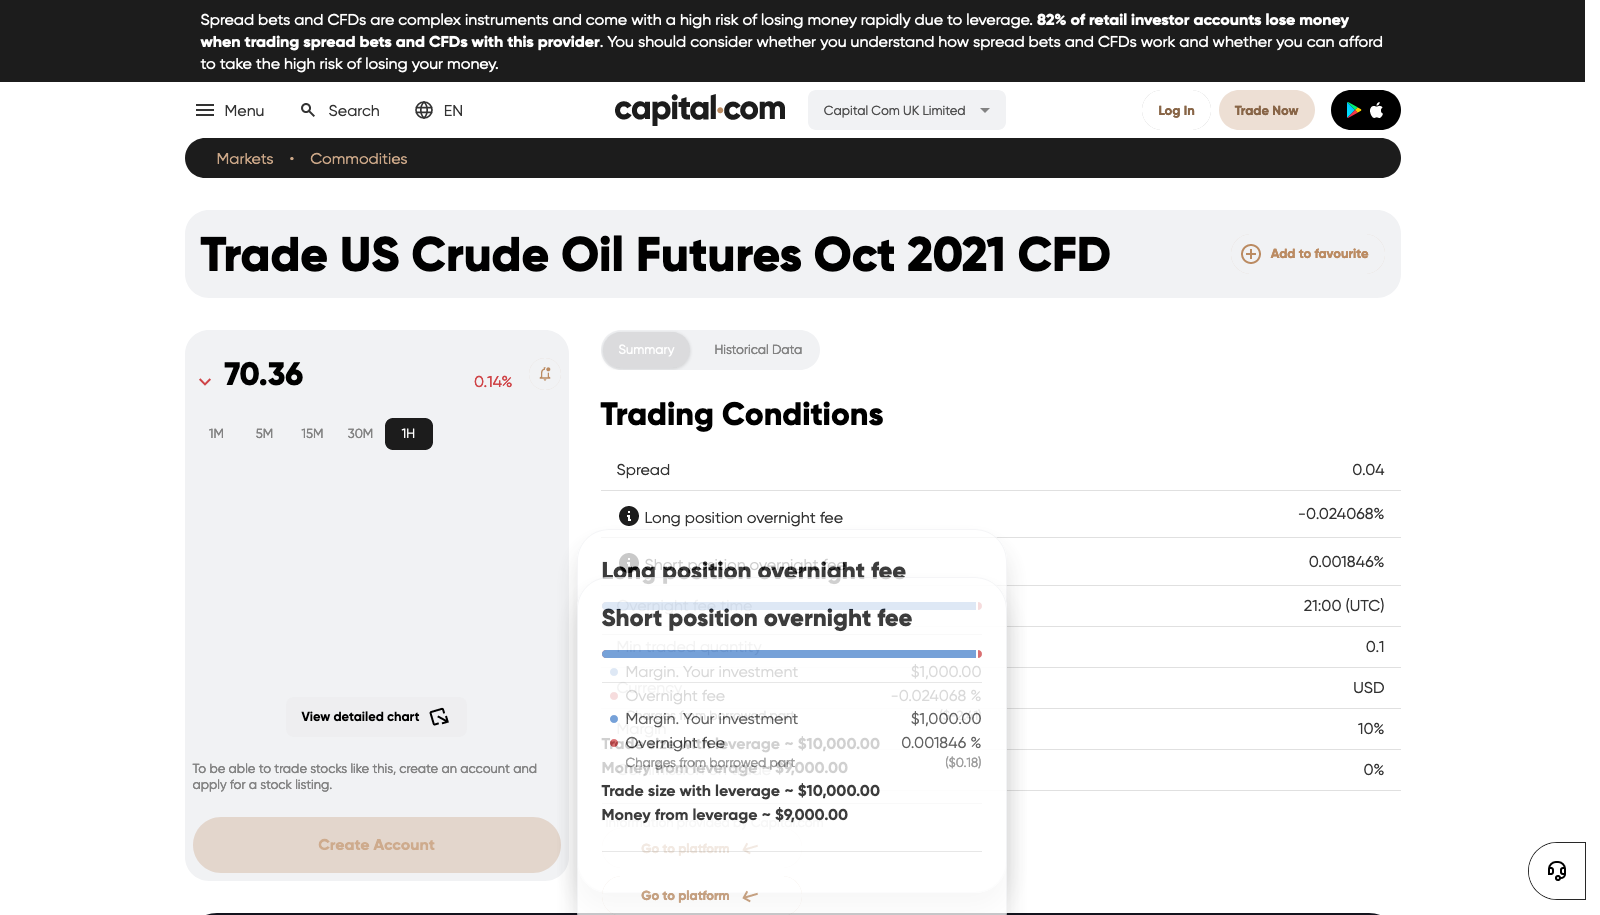 Spread bets and CFDs are complex instruments and come with a high risk of losing money rapidly due to leverage. 82% of retail investor accounts lose money
when trading spread bets and CFDs with this provider. You should consider whether you understand how spread bets and CFDs work and whether you can afford
to take the high risk of losing your money.
Menu Search EN capital.com Capital Com UK Limited Log In Trade Now
Markets • Commodities
Trade US Crude Oil Futures Oct 2021 CFD Add to favourite
70.36 0.14%
1M 5M 15M 30M 1H
View detailed chart
To be able to trade stocks like this, create an account and
apply for a stock listing.
Create Account
Summary Historical Data
Trading Conditions
Spread 0.04
Long position overnight fee -0.024068%
Short position overnight fee 0.001846%
Overnight fee time 21:00 (UTC)
Min traded quantity 0.1
Currency USD
Margin 10%
0%
Long position overnight fee
Margin. Your investment $1,000.00
Overnight fee -0.024068 %
Trade size with leverage ~ $10,000.00
Money from leverage ~ $9,000.00
Go to platform
Short position overnight fee
Margin. Your investment $1,000.00
Overnight fee 0.001846 %
Charges from borrowed part ($0.18)
Trade size with leverage ~ $10,000.00
Money from leverage ~ $9,000.00
Go to platform